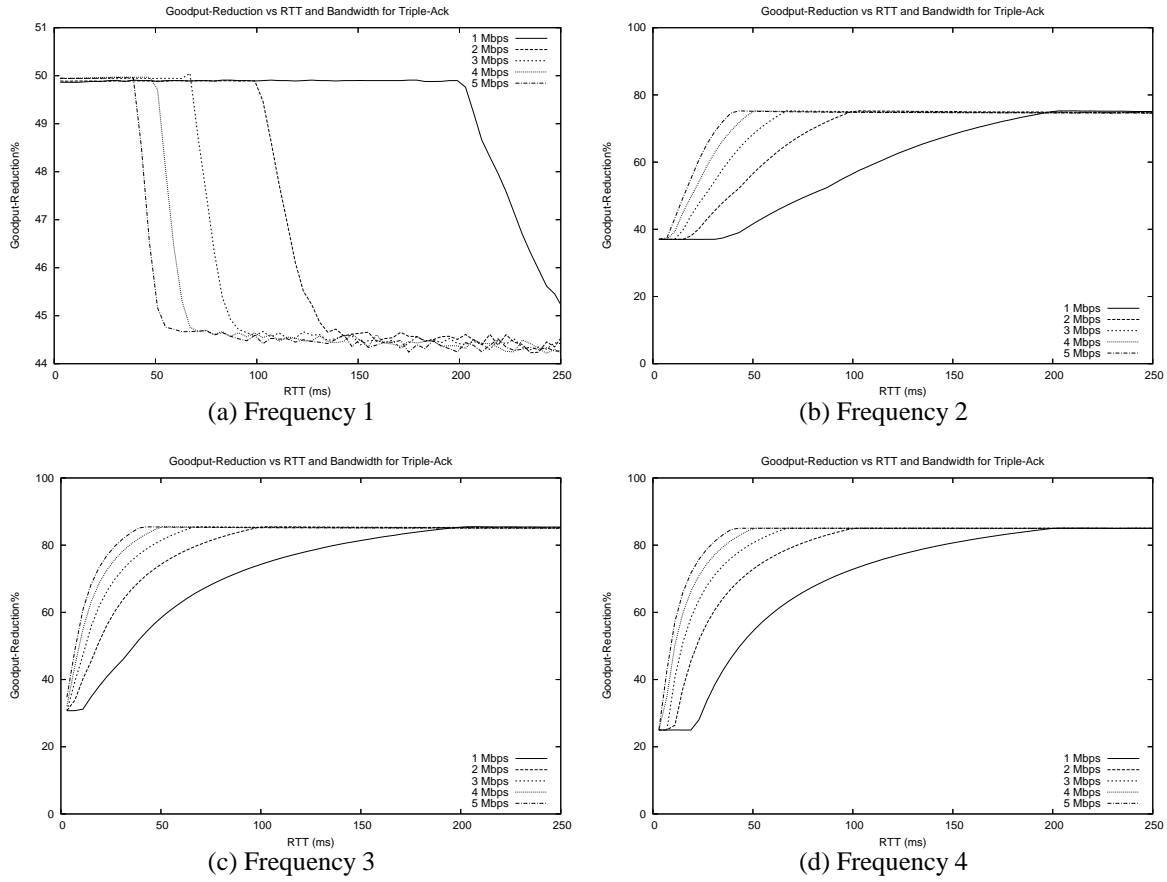 Goodput-Reduction vs RTT and Bandwidth for Triple-Ack
51
50
49
48
47
46
45
44
Goodput-Reduction%
1 Mbps
2 Mbps
3 Mbps
4 Mbps
5 Mbps
0 50 100 150 200 250
RTT (ms)
(a) Frequency 1
Goodput-Reduction vs RTT and Bandwidth for Triple-Ack
100
80
60
40
20
0
Goodput-Reduction%
1 Mbps
2 Mbps
3 Mbps
4 Mbps
5 Mbps
0 50 100 150 200 250
RTT (ms)
(b) Frequency 2
Goodput-Reduction vs RTT and Bandwidth for Triple-Ack
100
80
60
40
20
0
Goodput-Reduction%
1 Mbps
2 Mbps
3 Mbps
4 Mbps
5 Mbps
0 50 100 150 200 250
RTT (ms)
(c) Frequency 3
Goodput-Reduction vs RTT and Bandwidth for Triple-Ack
100
80
60
40
20
0
Goodput-Reduction%
1 Mbps
2 Mbps
3 Mbps
4 Mbps
5 Mbps
0 50 100 150 200 250
RTT (ms)
(d) Frequency 4